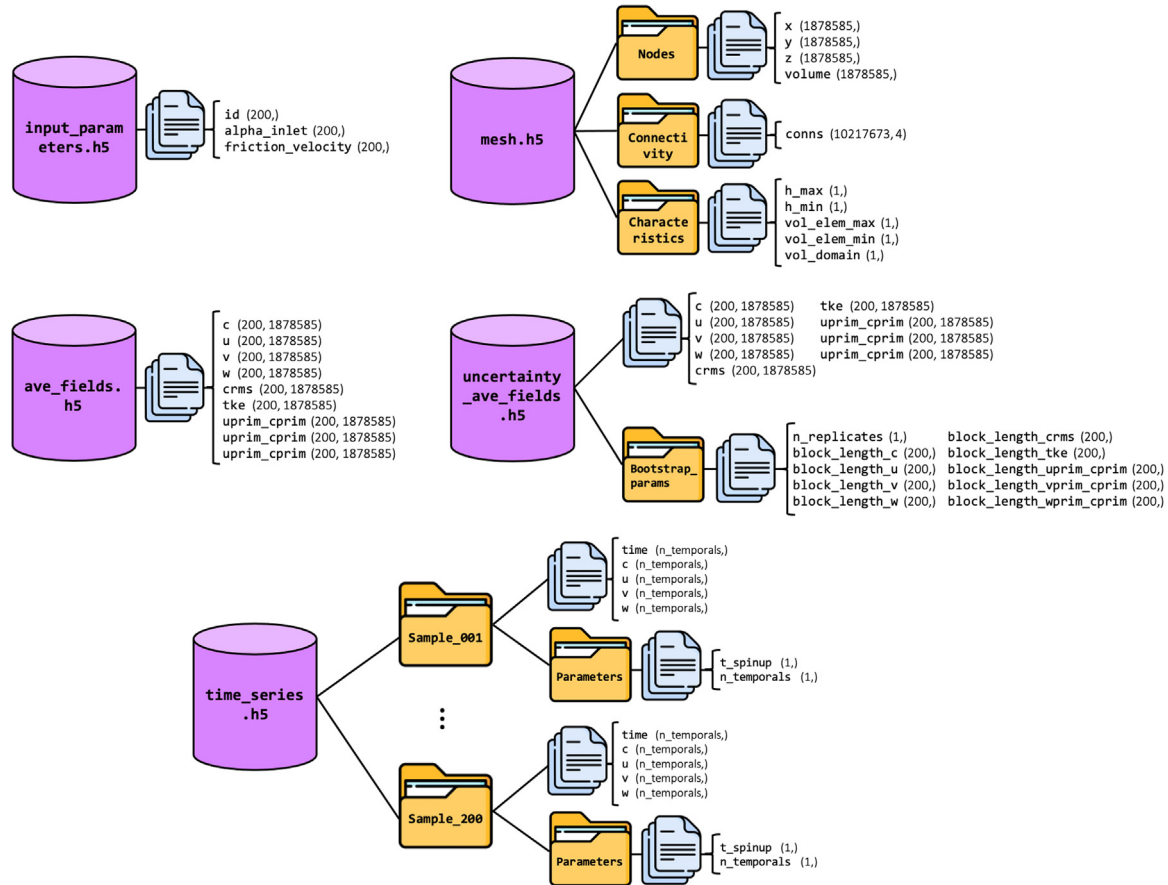 input_param
eters.h5
id (200,)
alpha_inlet (200,)
friction_velocity (200,)
mesh.h5
Nodes
x (1878585,)
y (1878585,)
z (1878585,)
volume (1878585,)
Connecti
vity
conns (10217673,4)
Characte
ristics
h_max (1,)
h_min (1,)
vol_elem_max (1,)
vol_elem_min (1,)
vol_domain (1,)
ave_fields.
h5
c (200, 1878585)
u (200, 1878585)
v (200, 1878585)
w (200, 1878585)
crms (200, 1878585)
tke (200, 1878585)
uprim_cprim (200, 1878585)
uprim_cprim (200, 1878585)
uprim_cprim (200, 1878585)
uncertainty
_ave_fields
.h5
c (200, 1878585) tke (200, 1878585)
u (200, 1878585) uprim_cprim (200, 1878585)
v (200, 1878585) uprim_cprim (200, 1878585)
w (200, 1878585) uprim_cprim (200, 1878585)
crms (200, 1878585)
Bootstrap_
params
n_replicates (1,) block_length_crms (200,)
block_length_c (200,) block_length_tke (200,)
block_length_u (200,) block_length_uprim_cprim (200,)
block_length_v (200,) block_length_vprim_cprim (200,)
block_length_w (200,) block_length_wprim_cprim (200,)
time_series
.h5
Sample_001
time (n_temporals,)
c (n_temporals,)
u (n_temporals,)
v (n_temporals,)
w (n_temporals,)
Parameters
t_spinup (1,)
n_temporals (1,)
⋮
Sample_200
time (n_temporals,)
c (n_temporals,)
u (n_temporals,)
v (n_temporals,)
w (n_temporals,)
Parameters
t_spinup (1,)
n_temporals (1,)